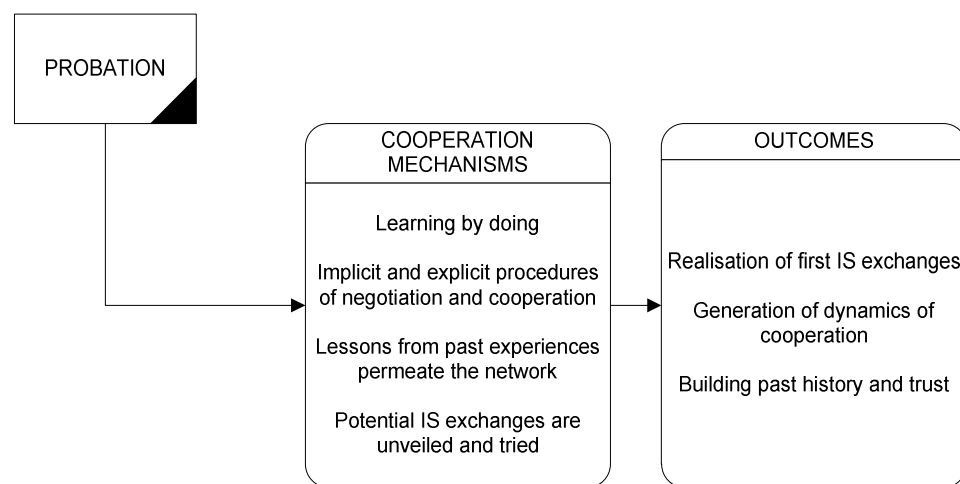 PROBATION
COOPERATION
MECHANISMS
Learning by doing
Implicit and explicit procedures
of negotiation and cooperation
Lessons from past experiences
permeate the network
Potential IS exchanges are
unveiled and tried
OUTCOMES
Realisation of first IS exchanges
Generation of dynamics of
cooperation
Building past history and trust